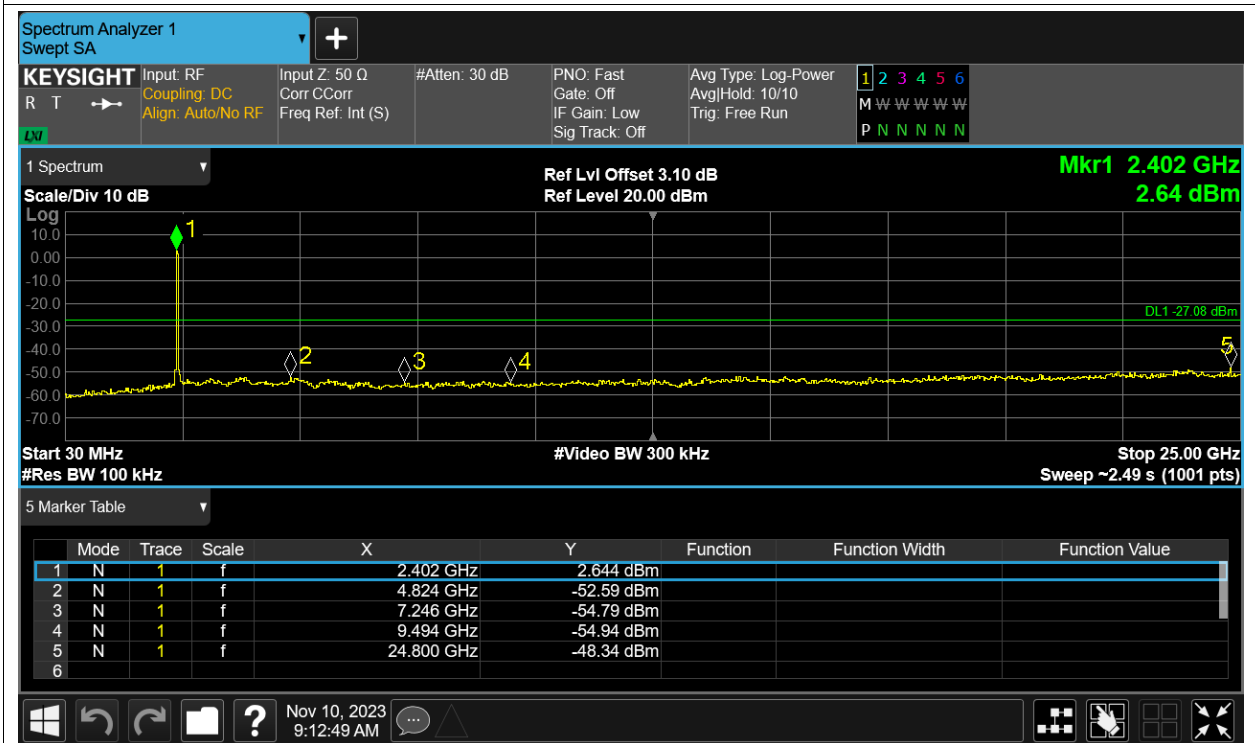 Spectrum Analyzer 1
Swept SA
KEYSIGHT
R T
LXI
Input: RF
Coupling: DC
Align: Auto/No RF
Input Z: 50 Ω
Corr CCorr
Freq Ref: Int (S)
#Atten: 30 dB
PNO: Fast
Gate: Off
IF Gain: Low
Sig Track: Off
Avg Type: Log-Power
Avg|Hold: 10/10
Trig: Free Run
1 2 3 4 5 6
M W W W W W
P N N N N N
1 Spectrum
Scale/Div 10 dB
Ref Lvl Offset 3.10 dB
Ref Level 20.00 dBm
Mkr1 2.402 GHz
2.64 dBm
Log
10.0
0.00
-10.0
-20.0
-30.0
-40.0
-50.0
-60.0
-70.0
1
2
3
4
5
DL1 -27.08 dBm
Start 30 MHz
#Video BW 300 kHz
Stop 25.00 GHz
#Res BW 100 kHz
Sweep ~2.49 s (1001 pts)
5 Marker Table
Mode Trace Scale X Y Function Function Width Function Value
1 N 1 f 2.402 GHz 2.644 dBm
2 N 1 f 4.824 GHz -52.59 dBm
3 N 1 f 7.246 GHz -54.79 dBm
4 N 1 f 9.494 GHz -54.94 dBm
5 N 1 f 24.800 GHz -48.34 dBm
6
?
Nov 10, 2023
9:12:49 AM